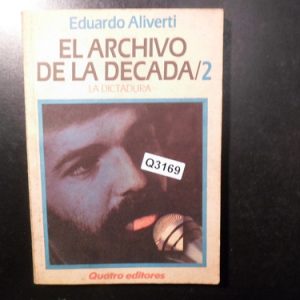 Eduardo Aliverti
EL ARCHIVO
DE LA DECADA/2
LA DICTADURA
Q3169
Quatro editores